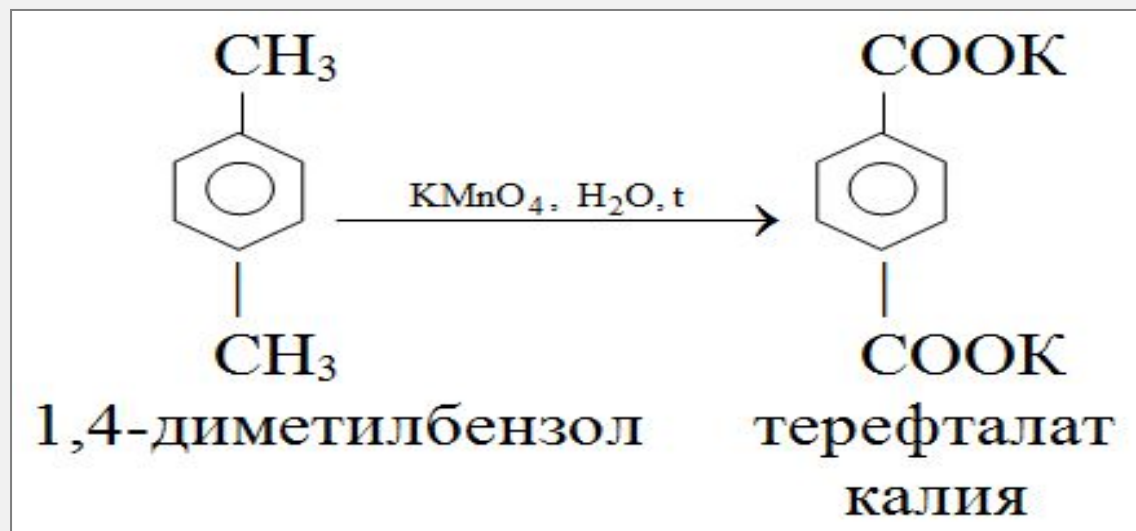 CH₃ COOK
KMnO₄, H₂O, t
CH₃ COOK
1,4-диметилбензол терефталат
калия